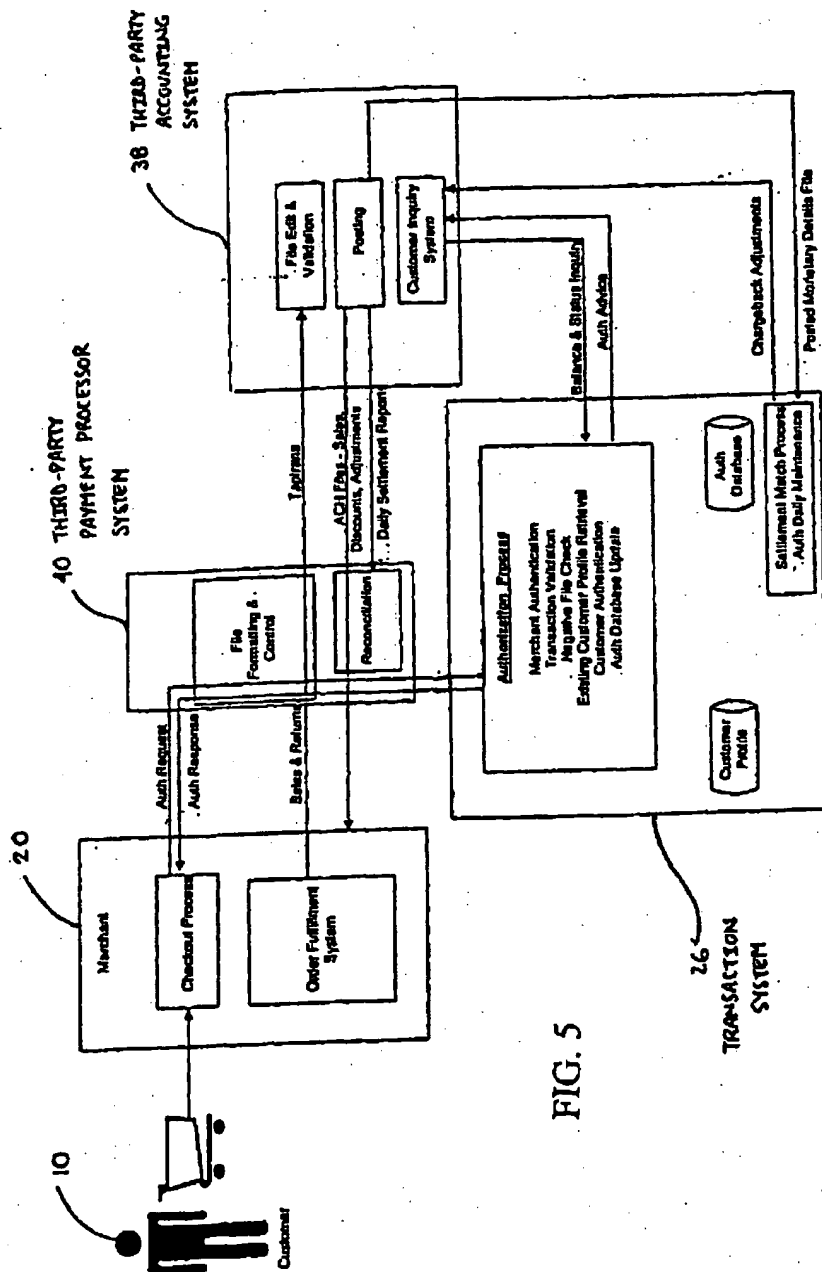 10
Customer
20
Merchant
Checkout Process
Order Fulfillment
System
Auth Request
Auth Response
Sales & Returns
40 THIRD-PARTY
PAYMENT PROCESSOR
SYSTEM
File
Formatting &
Control
Reconciliation
Taptrans
ACH Files - Sales,
Discounts, Adjustments
Daily Settlement Report
38 THIRD-PARTY
ACCOUNTING
SYSTEM
File Edit &
Validation
Posting
Customer Inquiry
System
Balance & Status Inquiry
Auth Advice
Chargeback Adjustments
Posted Monetary Details File
Authorization Process
Merchant Authentication
Transaction Validation
Negative File Check
Existing Customer Profile Retrieval
Customer Authentication
Auth Database Update
Customer
Profile
Auth
Database
Settlement Match Process
Auth Daily Maintenance
26
TRANSACTION
SYSTEM
FIG. 5